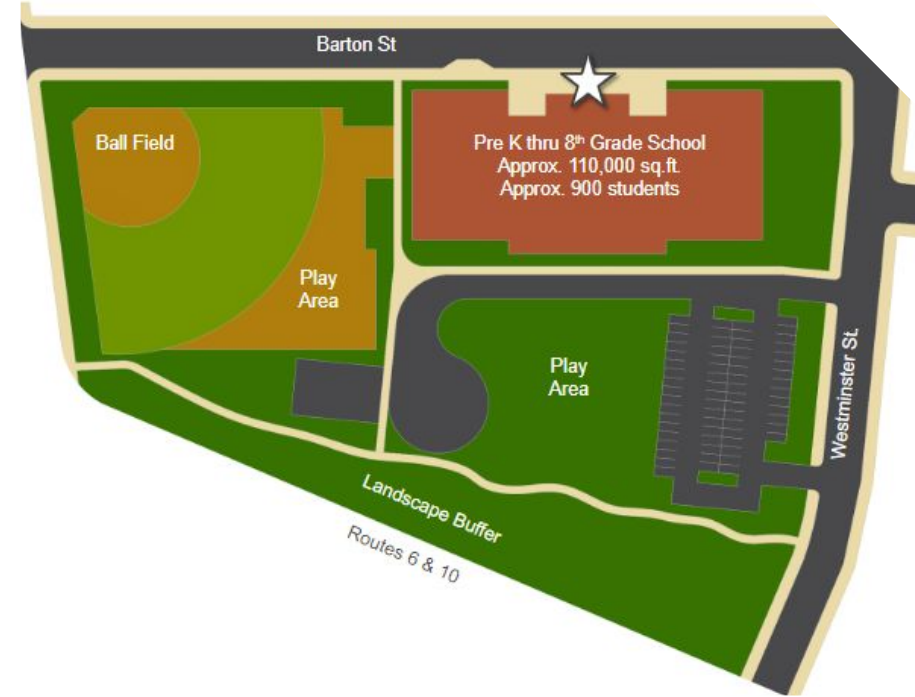 Barton St
Ball Field
Pre K thru 8th Grade School
Approx. 110,000 sq.ft.
Approx. 900 students
Play
Area
Play
Area
Westminster St.
Landscape Buffer
Routes 6 & 10